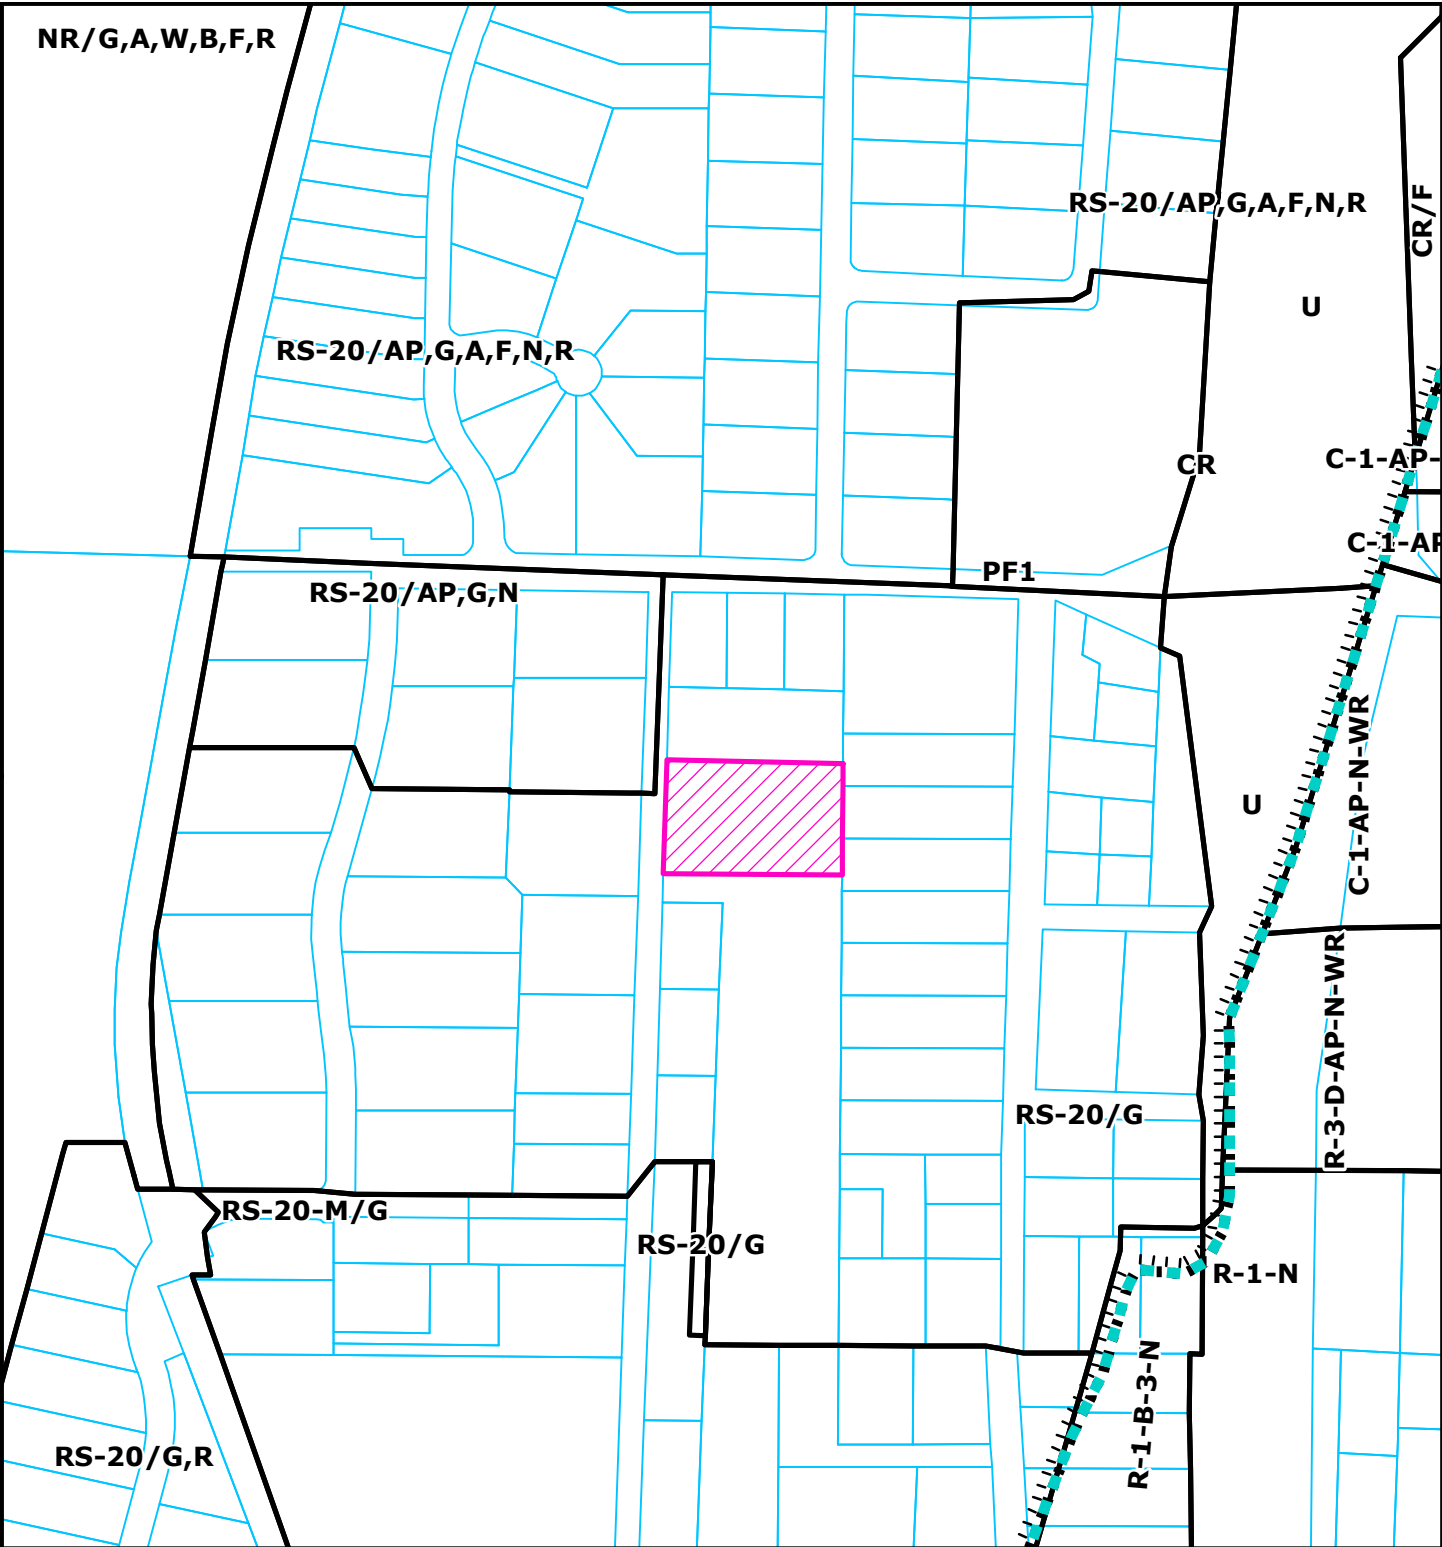 NR/G,A,W,B,F,R
RS-20/AP,G,A,F,N,R
CR/F
U
RS-20/AP,G,A,F,N,R
CR
C-1-AP-
C-1-AP
PF1
RS-20/AP,G,N
C-1-AP-N-WR
U
R-3-D-AP-N-WR
RS-20/G
RS-20-M/G
RS-20/G
R-1-N
R-1-B-3-N
RS-20/G,R